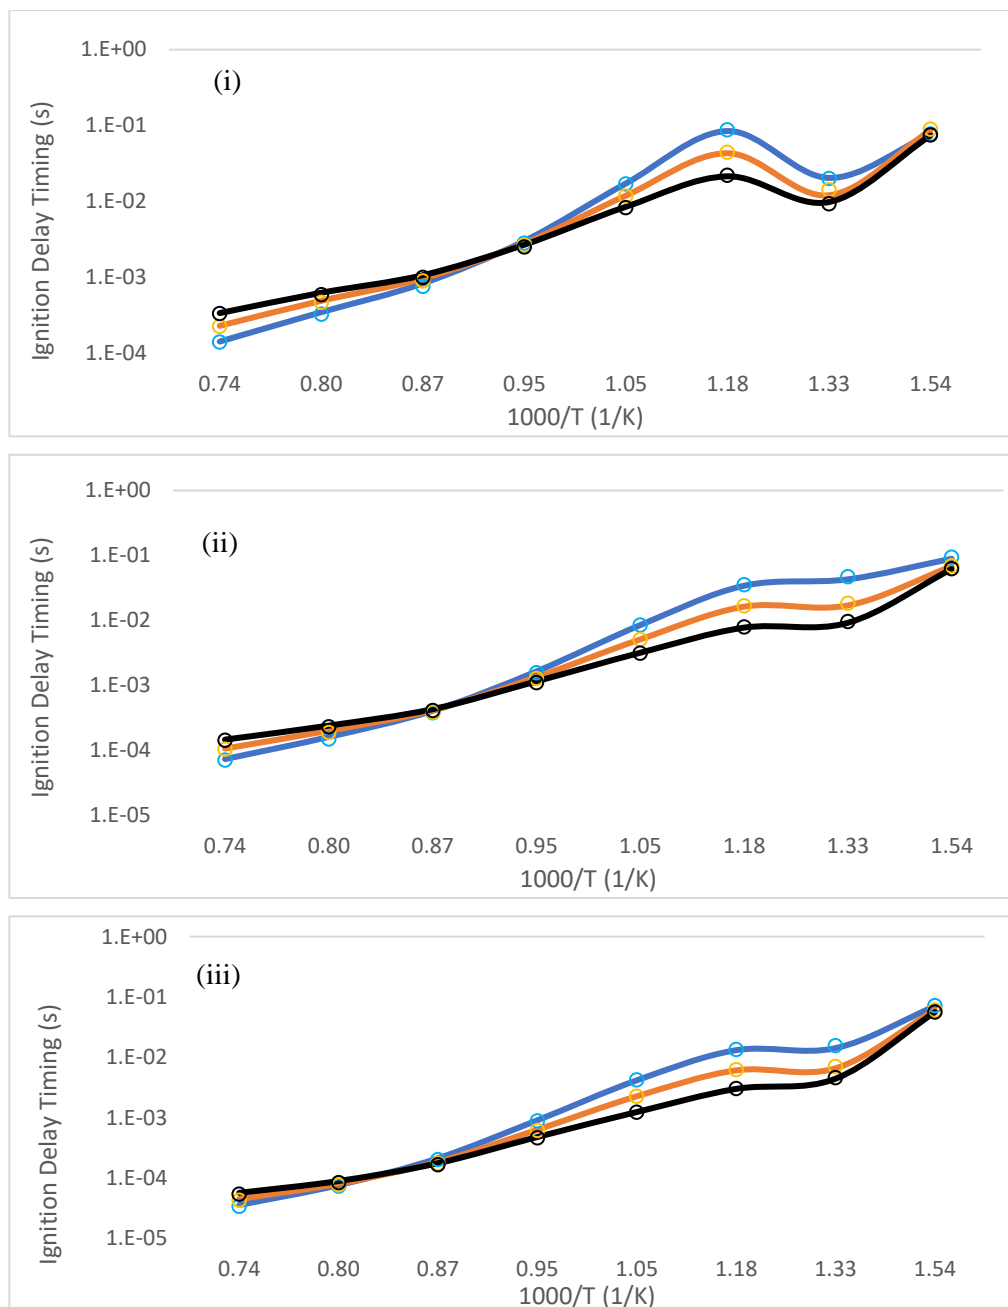 1.E+00
(i)
1.E-01
1.E-02
1.E-03
1.E-04
Ignition Delay Timing (s)
0.74 0.80 0.87 0.95 1.05 1.18 1.33 1.54
1000/T (1/K)
1.E+00
(ii)
1.E-01
1.E-02
1.E-03
1.E-04
1.E-05
Ignition Delay Timing (s)
0.74 0.80 0.87 0.95 1.05 1.18 1.33 1.54
1000/T (1/K)
1.E+00
(iii)
1.E-01
1.E-02
1.E-03
1.E-04
1.E-05
Ignition Delay Timing (s)
0.74 0.80 0.87 0.95 1.05 1.18 1.33 1.54
1000/T (1/K)